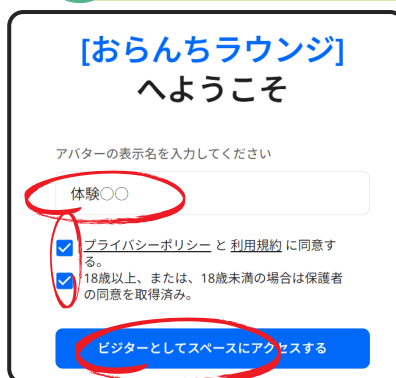 [おらんちラウンジ]
へようこそ
アバターの表示名を入力してください
体験〇〇
プライバシーポリシー と 利用規約 に同意す
る。
18歳以上、または、18歳未満の場合は保護者
の同意を取得済み。
ビジターとしてスペースにアクセスする